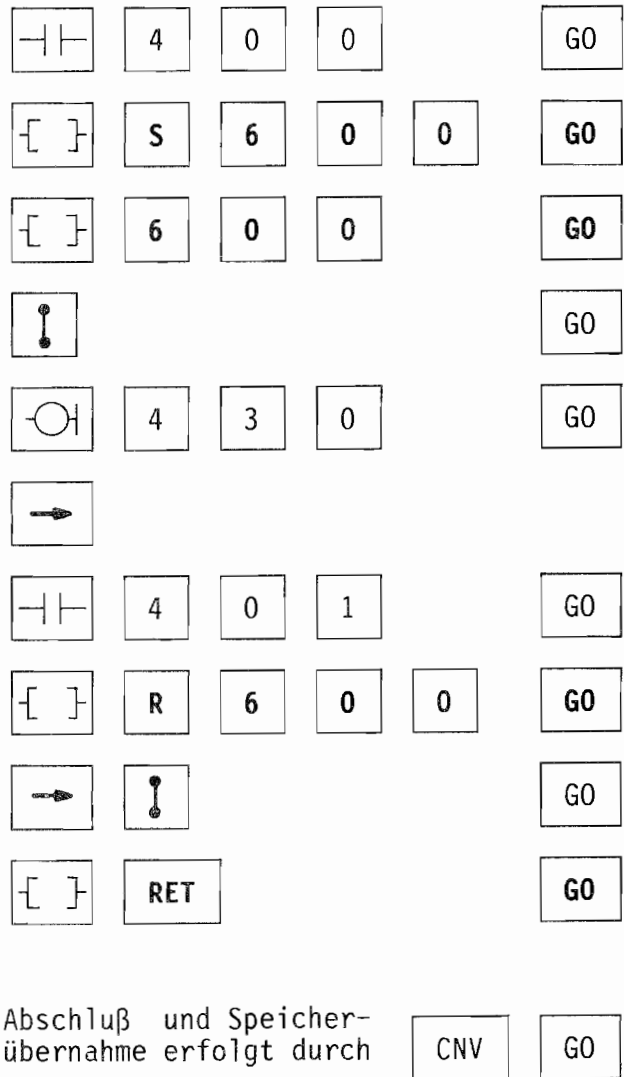 4 0 0 GO
S 6 0 0 GO
6 0 0 GO
GO
4 3 0 GO
4 0 1 GO
R 6 0 0 GO
GO
RET GO
Abschluß und Speicher-
übernahme erfolgt durch CNV GO